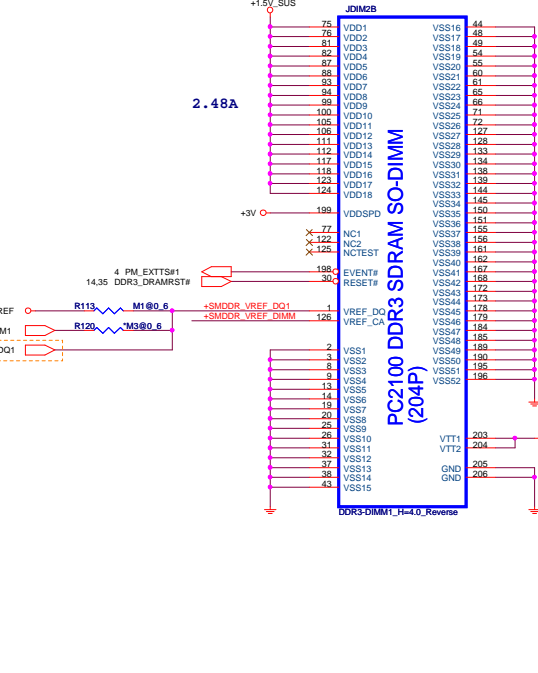 +1.5V_SUS
JDIM2B
2.48A
75 VDD1
76 VDD2
81 VDD3
82 VDD4
87 VDD5
88 VDD6
93 VDD7
94 VDD8
99 VDD9
100 VDD10
105 VDD11
106 VDD12
111 VDD13
112 VDD14
117 VDD15
118 VDD16
123 VDD17
124 VDD18
+3V 199 VDDSPD
77 NC1
122 NC2
125 NCTEST
4 PM_EXTTS#1 198 EVENT#
14,35 DDR3_DRAMRST# 30 RESET#
REF R113 M1@0_6 +SMDDR_VREF_DQ1 1 VREF_DQ
M1 R120 *M3@0_6 +SMDDR_VREF_DIMM 126 VREF_CA
DQ1
2 VSS1
3 VSS2
8 VSS3
9 VSS4
13 VSS5
14 VSS6
19 VSS7
20 VSS8
25 VSS9
26 VSS10
31 VSS11
32 VSS12
37 VSS13
38 VSS14
43 VSS15
PC2100 DDR3 SDRAM SO-DIMM
(204P)
VSS16 44
VSS17 48
VSS18 49
VSS19 54
VSS20 55
VSS21 60
VSS22 61
VSS23 65
VSS24 66
VSS25 71
VSS26 72
VSS27 127
VSS28 128
VSS29 133
VSS30 134
VSS31 138
VSS32 139
VSS33 144
VSS34 145
VSS35 150
VSS36 151
VSS37 155
VSS38 156
VSS39 161
VSS40 162
VSS41 167
VSS42 168
VSS43 172
VSS44 173
VSS45 178
VSS46 179
VSS47 184
VSS48 185
VSS49 189
VSS50 190
VSS51 195
VSS52 196
VTT1 203
VTT2 204
GND 205
GND 206
DDR3-DIMM1_H=4.0_Reverse